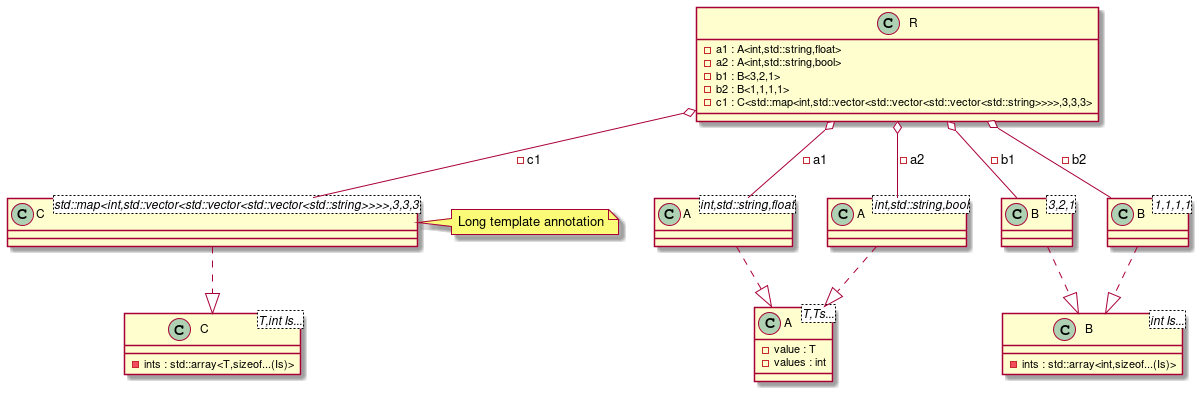 C R
a1 : A<int,std::string,float>
a2 : A<int,std::string,bool>
b1 : B<3,2,1>
b2 : B<1,1,1,1>
c1 : C<std::map<int,std::vector<std::vector<std::vector<std::string>>>>,3,3,3>
c1
a1
a2
b1
b2
C C
std::map<int,std::vector<std::vector<std::vector<std::string>>>>,3,3,3
Long template annotation
C A
int,std::string,float
C A
int,std::string,bool
C B
3,2,1
C B
1,1,1,1
C C
T,int Is...
ints : std::array<T,sizeof...(Is)>
C A
T,Ts...
value : T
values : int
C B
int Is...
ints : std::array<int,sizeof...(Is)>